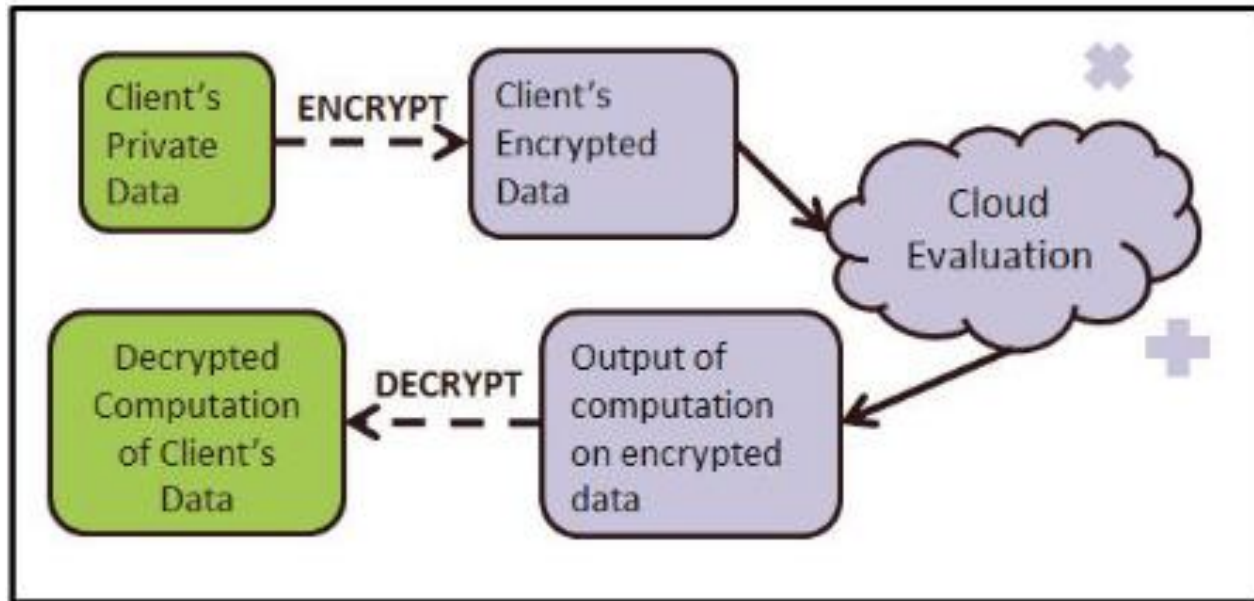 Client's
Private
Data
ENCRYPT
Client's
Encrypted
Data
Cloud
Evaluation
Decrypted
Computation
of Client's
Data
DECRYPT
Output of
computation
on encrypted
data